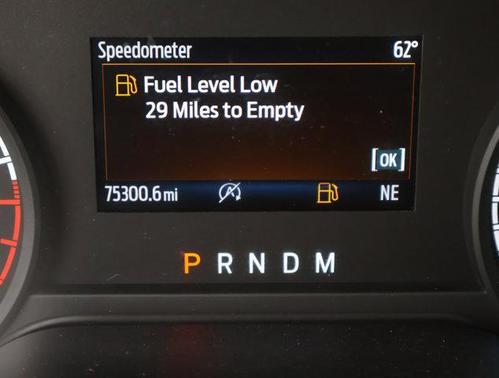 Speedometer 62°
Fuel Level Low
29 Miles to Empty
[OK]
75300.6 mi NE
P R N D M